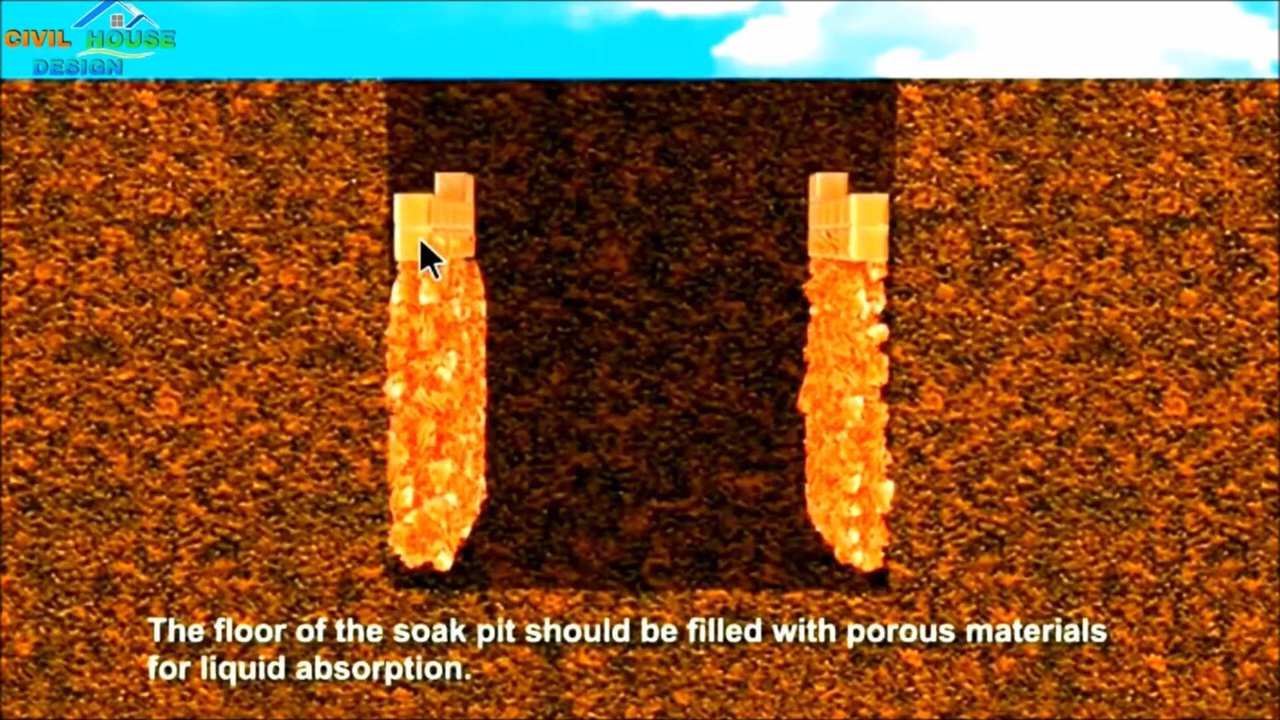 CIVIL HOUSE
DESIGN
The floor of the soak pit should be filled with porous materials
for liquid absorption.